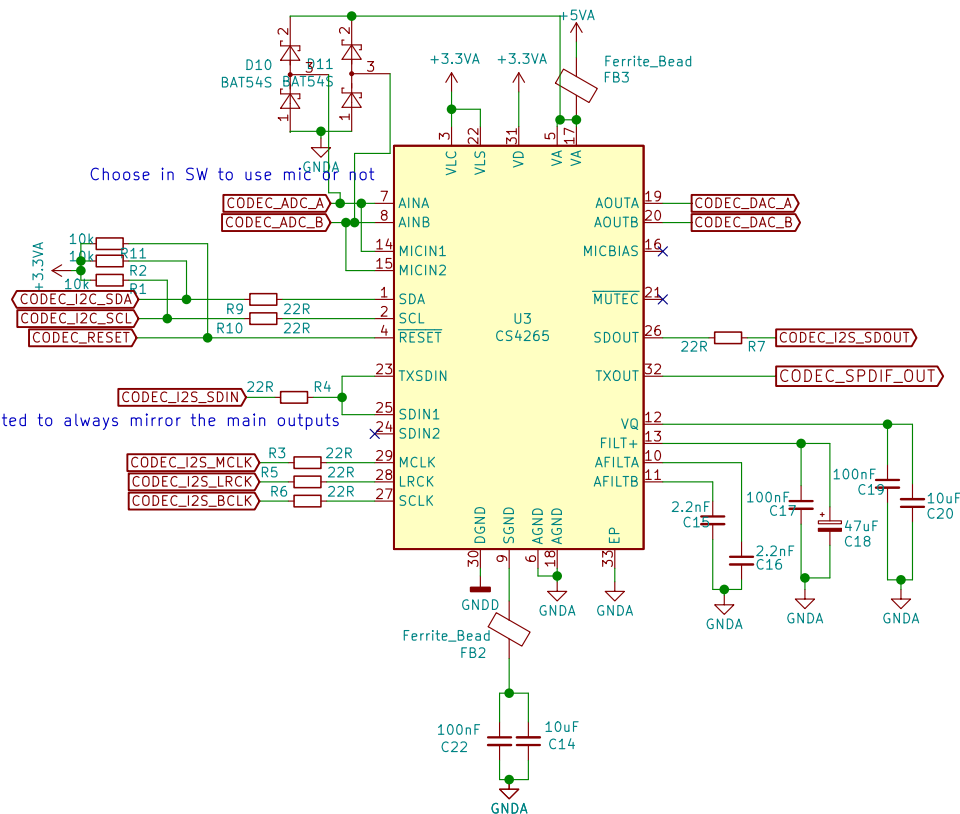 +5VA
2
2
D10
D11
BAT54S
BAT54S
3
3
1
1
GNDA
+3.3VA
+3.3VA
Ferrite_Bead
FB3
3
22
31
5
17
VLC
VLS
VD
VA
VA
Choose in SW to use mic or not
CODEC_ADC_A
7
AINA
AOUTA
19
CODEC_DAC_A
CODEC_ADC_B
8
AINB
AOUTB
20
CODEC_DAC_B
+3.3VA
10k
R11
10k
R2
10k
R1
14
MICIN1
MICBIAS
16
15
MICIN2
CODEC_I2C_SDA
R9
22R
1
SDA
MUTEC
21
CODEC_I2C_SCL
R10
22R
2
SCL
U3
CS4265
CODEC_RESET
4
RESET
SDOUT
26
22R
R7
CODEC_I2S_SDOUT
23
TXSDIN
TXOUT
32
CODEC_SPDIF_OUT
CODEC_I2S_SDIN
22R
R4
25
SDIN1
ted to always mirror the main outputs
24
SDIN2
VQ
12
FILT+
13
CODEC_I2S_MCLK
R3
22R
29
MCLK
AFILTA
10
CODEC_I2S_LRCK
R5
22R
28
LRCK
AFILTB
11
CODEC_I2S_BCLK
R6
22R
27
SCLK
2.2nF
C15
2.2nF
C16
100nF
C17
+
47uF
C18
100nF
C19
10uF
C20
DGND
SGND
AGND
AGND
EP
30
9
6
18
33
GNDD
GNDA
GNDA
GNDA
GNDA
GNDA
Ferrite_Bead
FB2
100nF
C22
10uF
C14
GNDA